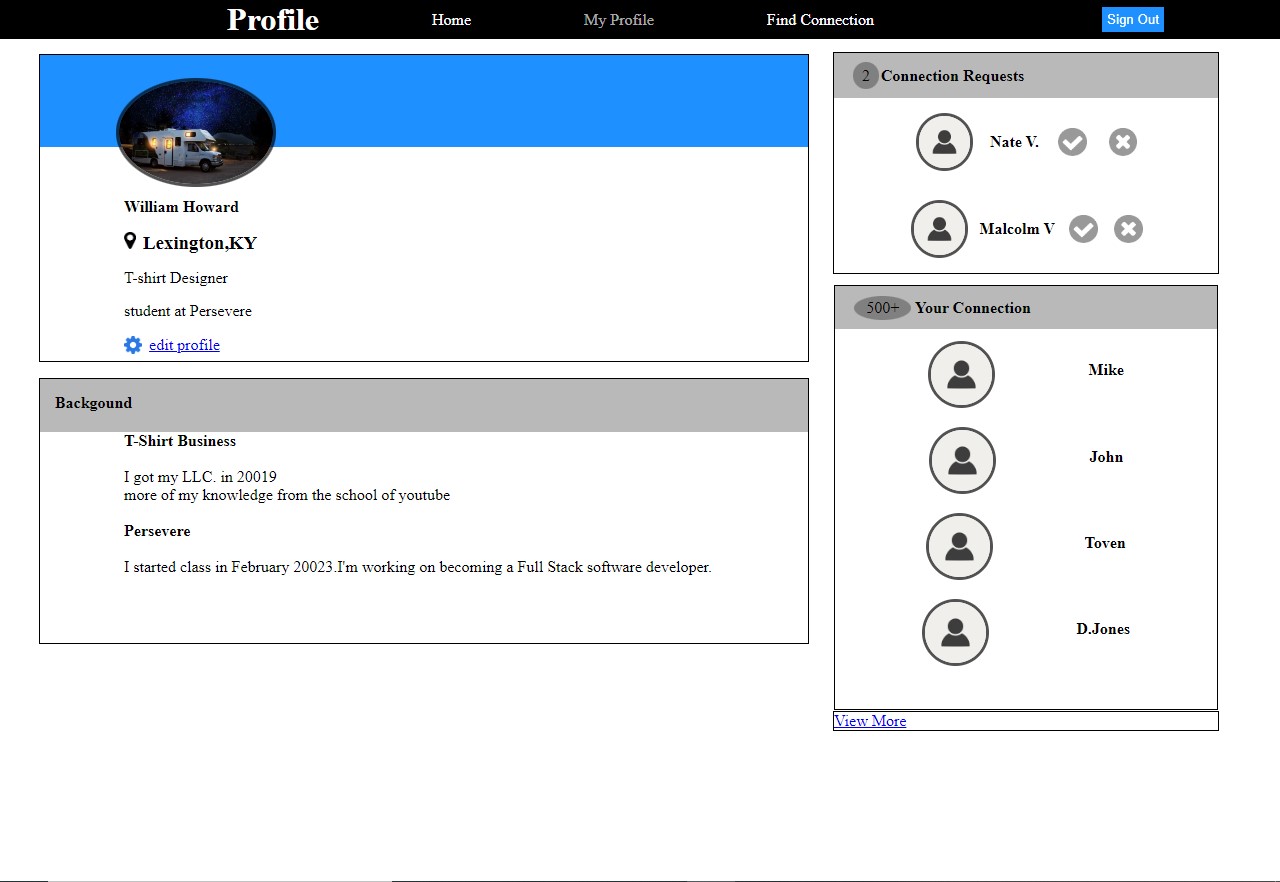 Profile
Home
My Profile
Find Connection
Sign Out
William Howard
Lexington,KY
T-shirt Designer
student at Persevere
edit profile
Backgound
T-Shirt Business
I got my LLC. in 20019
more of my knowledge from the school of youtube
Persevere
I started class in February 20023.I'm working on becoming a Full Stack software developer.
2 Connection Requests
Nate V.
Malcolm V
500+ Your Connection
Mike
John
Toven
D.Jones
View More